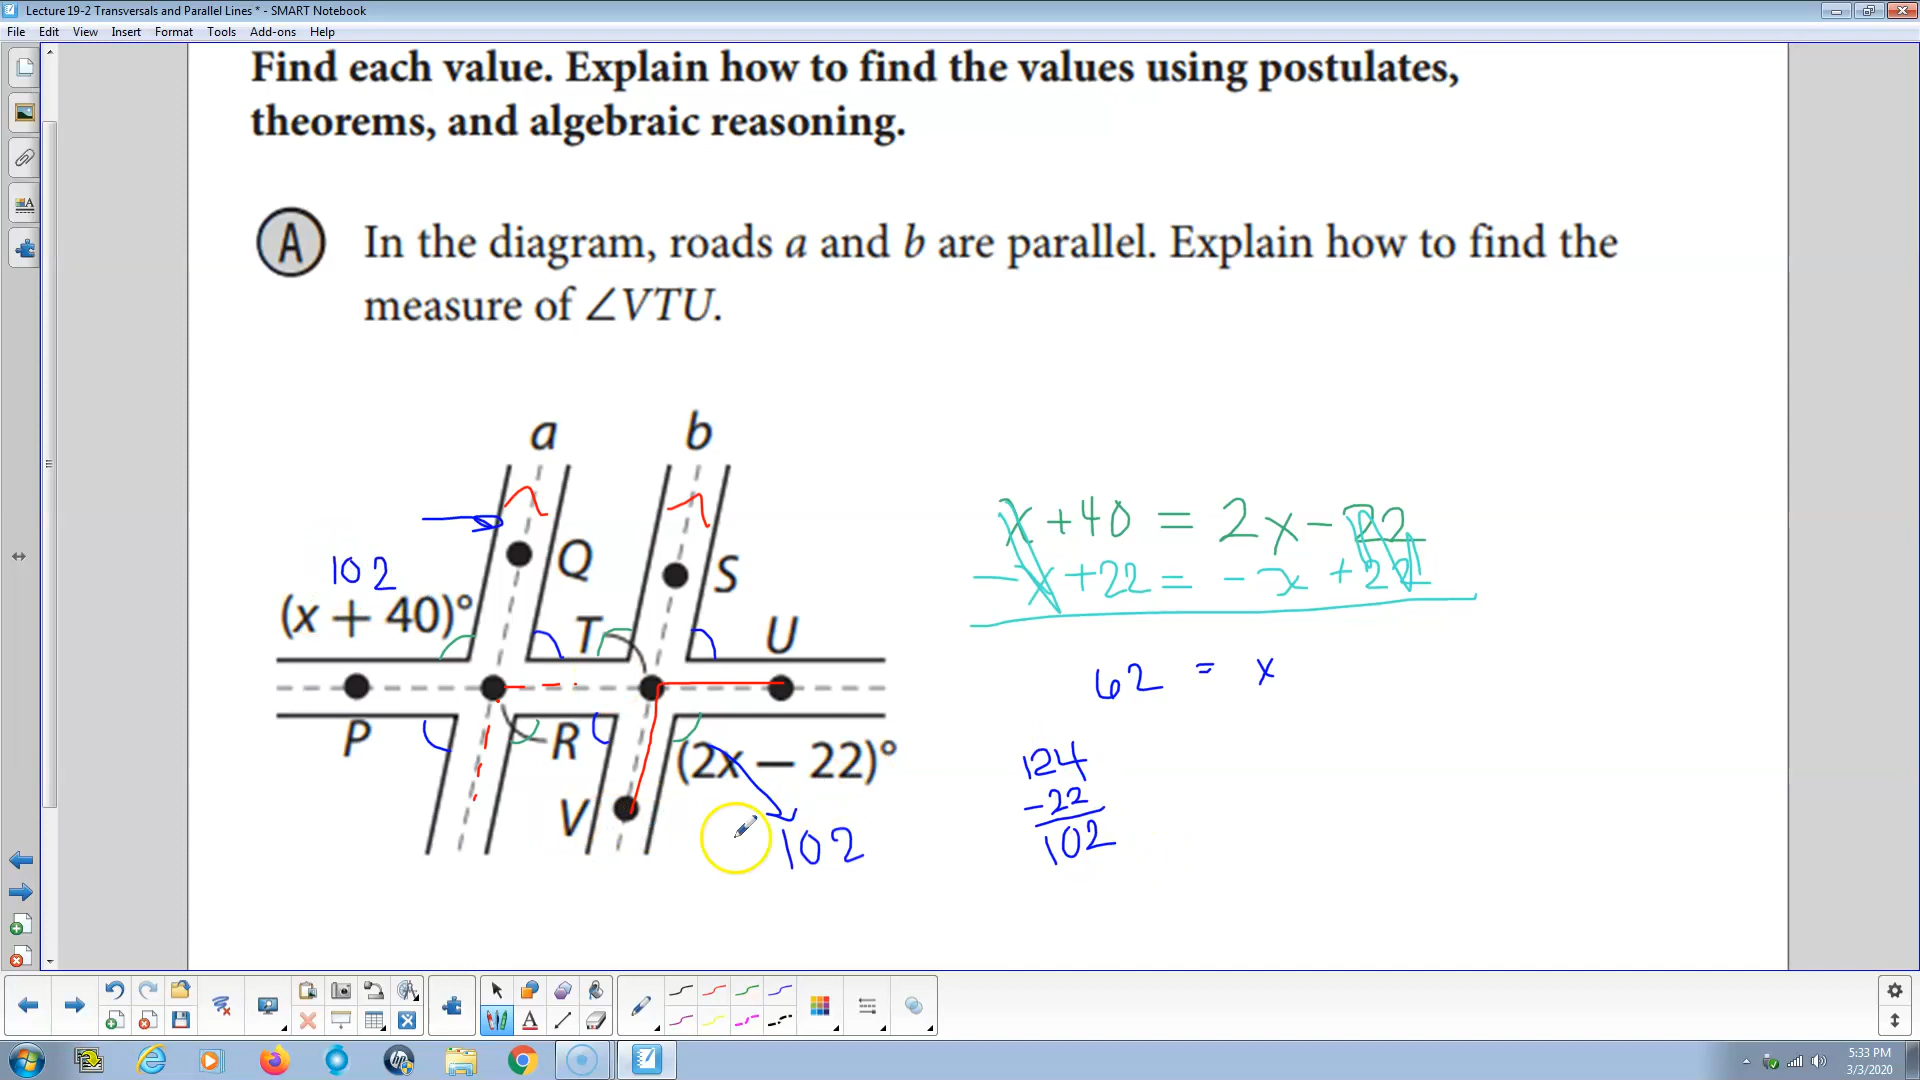 Lecture 19-2 Transversals and Parallel Lines * - SMART Notebook
File Edit View Insert Format Tools Add-ons Help
Find each value. Explain how to find the values using postulates,
theorems, and algebraic reasoning.
A In the diagram, roads a and b are parallel. Explain how to find the
measure of ∠VTU.
a b
x + 40 = 2x - 22
Q S
102
- x + 22 = - x + 22
(x + 40)°
T U
62 = x
P R
(2x − 22)°
124
-22
V
102
102
5:33 PM
3/3/2020